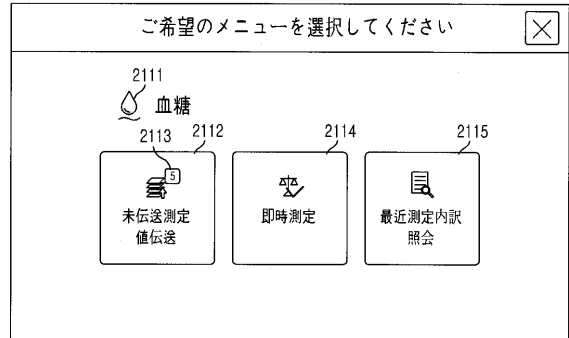 ご希望のメニューを選択してください
2111
血糖
2113 2112 2114 2115
5
未伝送測定
値伝送
即時測定
最近測定内訳
照会